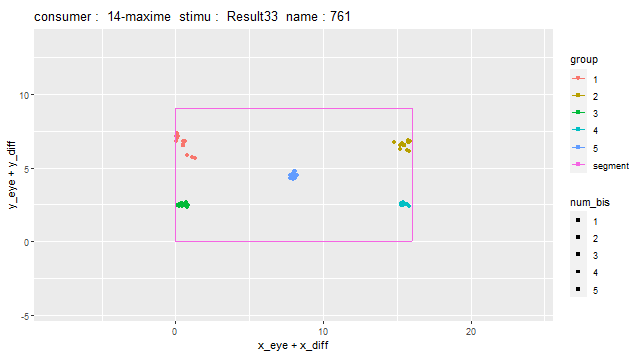 consumer :  14-maxime  stimu :  Result33  name : 761
y_eye + y_diff
10
5
0
-5
0
10
20
x_eye + x_diff
group
1
2
3
4
5
segment
num_bis
1
2
3
4
5